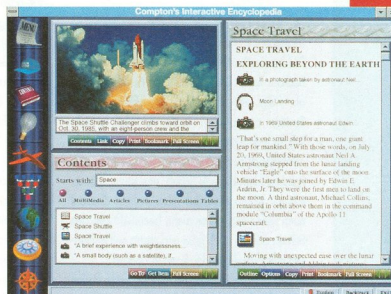 Compton's Interactive Encyclopedia
MENU
The Space Shuttle Challenger climbs toward orbit on
Oct. 30, 1985, with an eight-person crew and the
Contents Link Copy Print Bookmark Full Screen
Contents
Starts with: Space
All MultiMedia Articles Pictures Presentations Tables
Space Travel
Space Shuttle
Space Travel
"A brief experience with weightlessness...
"A small body (such as a satellite), if
Go To Get Item Full Screen
Space Travel
SPACE TRAVEL
EXPLORING BEYOND THE EARTH
In a photograph taken by astronaut Neil
Moon Landing
In 1969 United States astronaut Edwin
"That's one small step for a man, one giant
leap for mankind." With those words, on July
20, 1969, United States astronaut Neil A.
Armstrong stepped from the lunar landing
vehicle "Eagle" onto the surface of the moon.
Minutes later he was joined by Edwin E.
Aldrin, Jr. They were the first men to land on
the moon. A third astronaut, Michael Collins,
remained in orbit above them in the command
module "Columbia" of the Apollo 11
spacecraft.
Space Travel
Moving with unexpected ease over the lunar
Outline Options Copy Print Bookmark Full Screen
Explore Backtrack